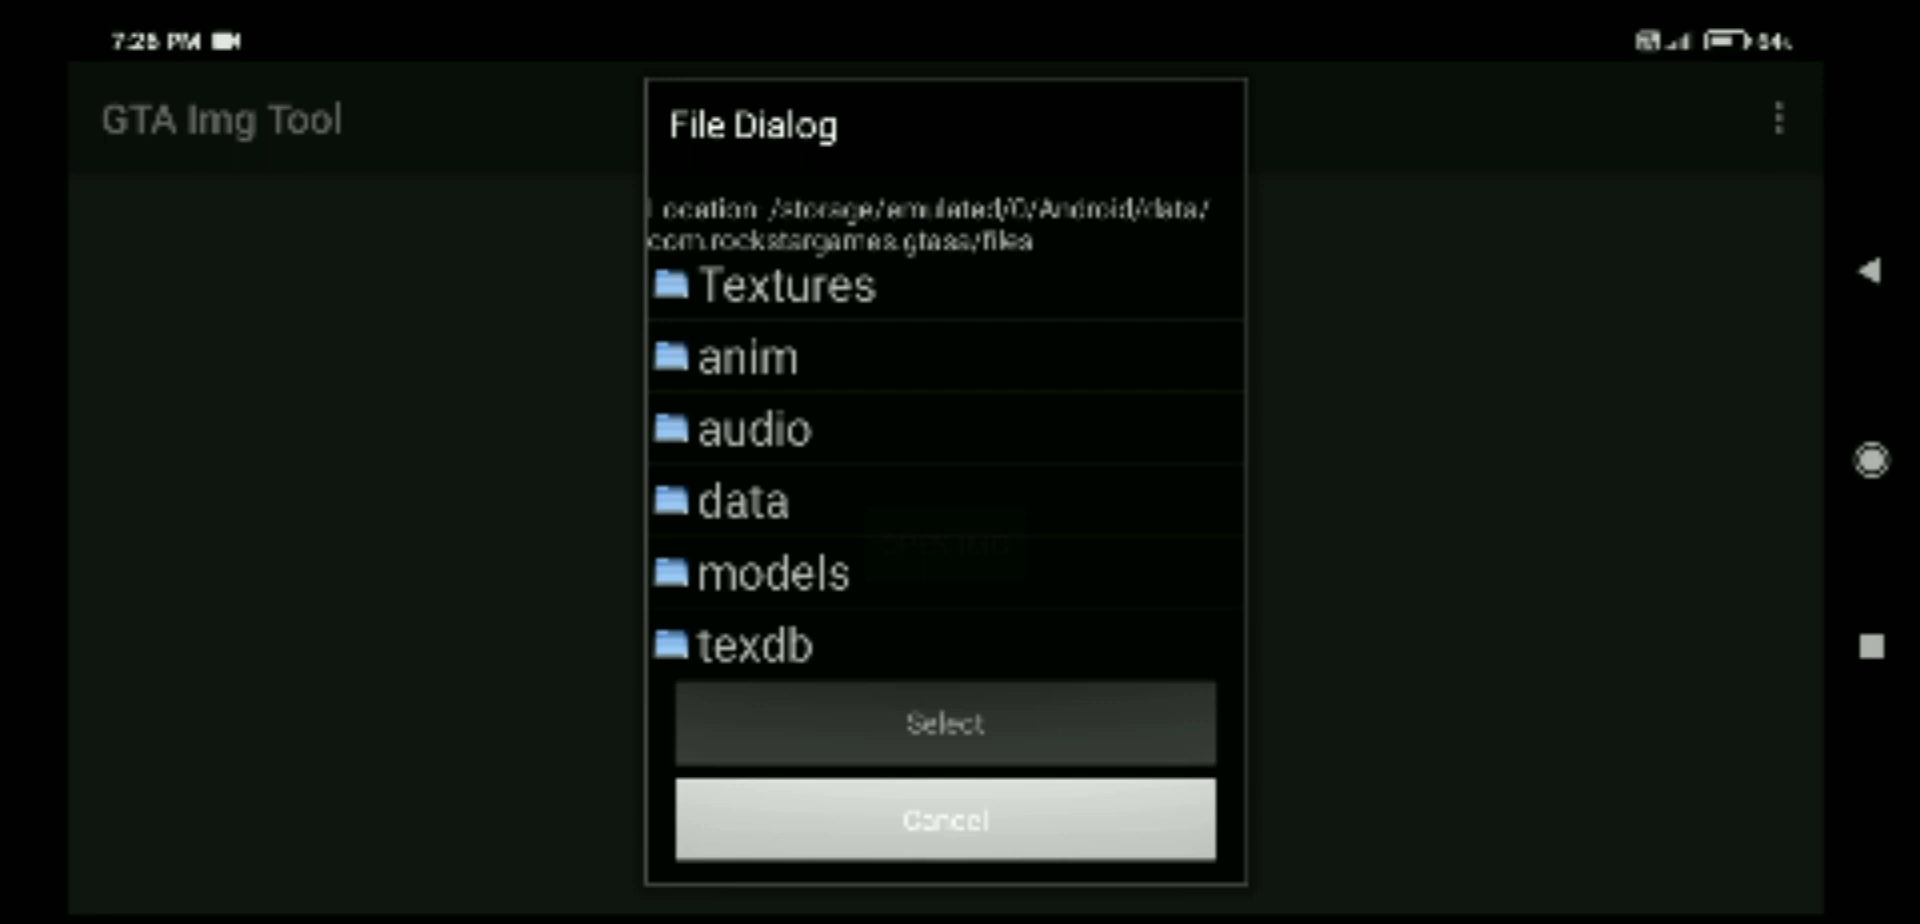 7:25 PM
GTA Img Tool
File Dialog
Location: /storage/emulated/0/Android/data/
com.rockstargames.gtasa/files
Textures
anim
audio
data
models
texdb
Select
Cancel